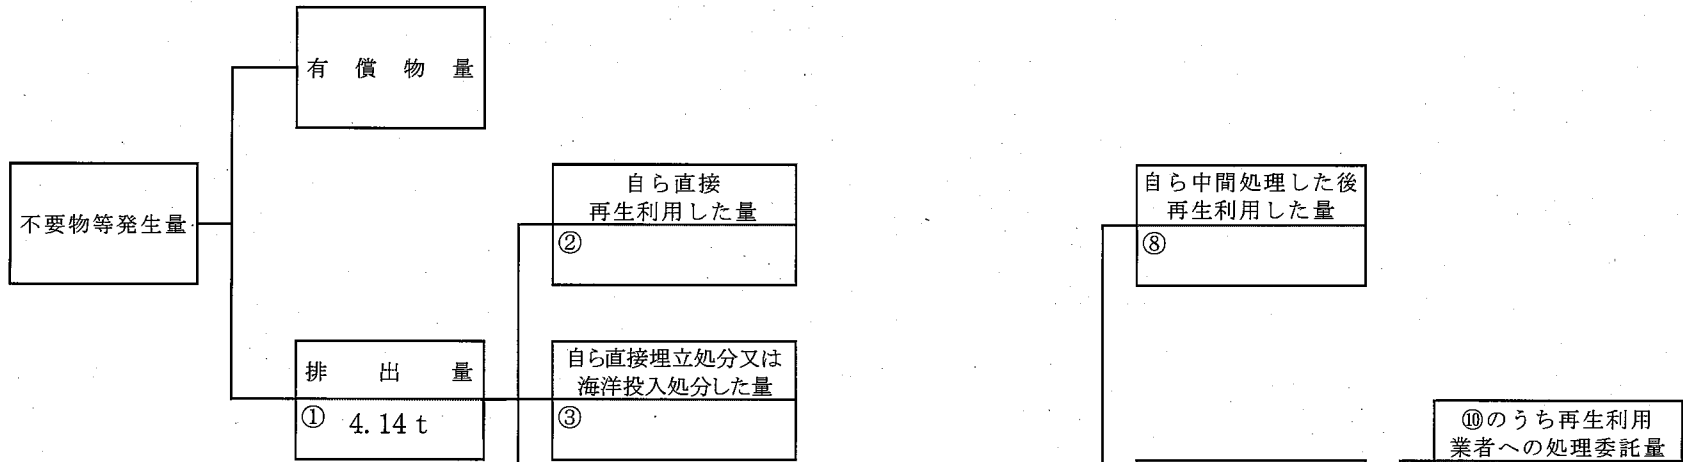 有償物量
不要物等発生量
自ら直接
再生利用した量
②
自ら中間処理した後
再生利用した量
⑧
排出量
① 4.14 t
自ら直接埋立処分又は
海洋投入処分した量
③
⑩のうち再生利用
業者への処理委託量